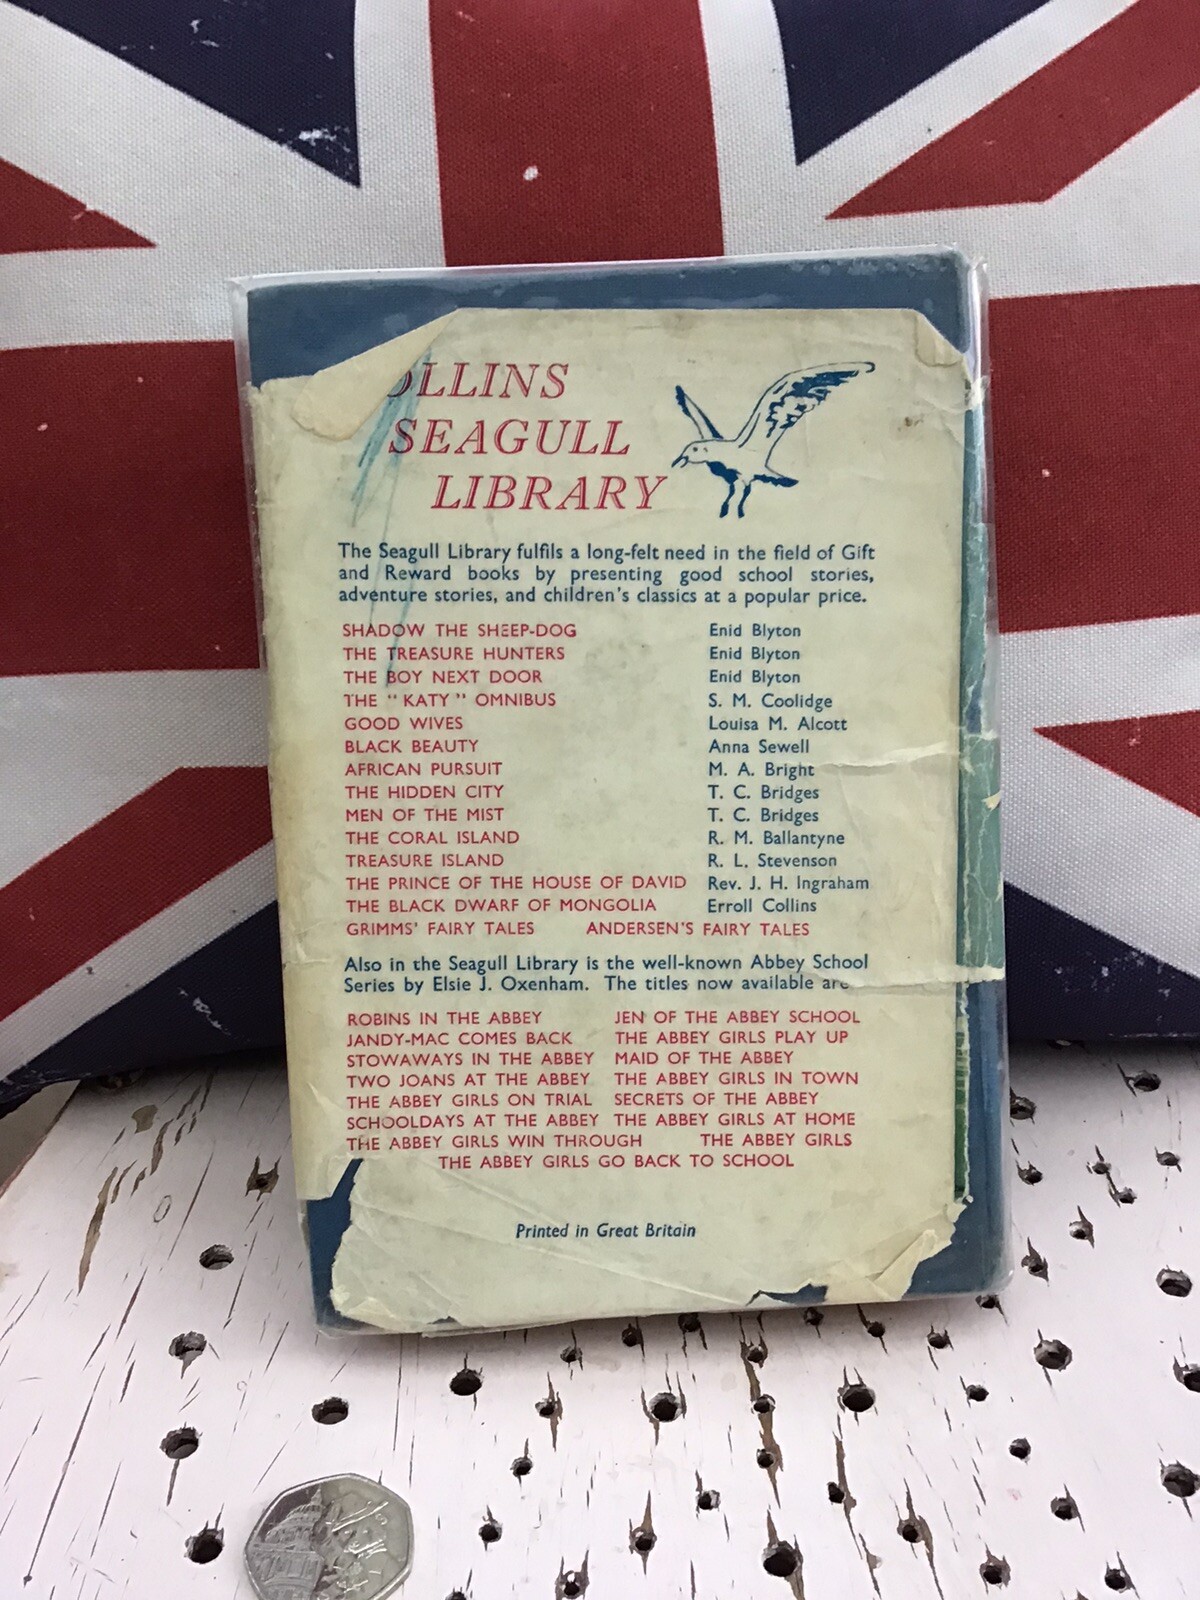 OLLINS
SEAGULL
LIBRARY
The Seagull Library fulfils a long-felt need in the field of Gift
and Reward books by presenting good school stories,
adventure stories, and children's classics at a popular price.
SHADOW THE SHEEP-DOG Enid Blyton
THE TREASURE HUNTERS Enid Blyton
THE BOY NEXT DOOR Enid Blyton
THE "KATY" OMNIBUS S. M. Coolidge
GOOD WIVES Louisa M. Alcott
BLACK BEAUTY Anna Sewell
AFRICAN PURSUIT M. A. Bright
THE HIDDEN CITY T. C. Bridges
MEN OF THE MIST T. C. Bridges
THE CORAL ISLAND R. M. Ballantyne
TREASURE ISLAND R. L. Stevenson
THE PRINCE OF THE HOUSE OF DAVID Rev. J. H. Ingraham
THE BLACK DWARF OF MONGOLIA Erroll Collins
GRIMMS' FAIRY TALES ANDERSEN'S FAIRY TALES
Also in the Seagull Library is the well-known Abbey School
Series by Elsie J. Oxenham. The titles now available are
ROBINS IN THE ABBEY JEN OF THE ABBEY SCHOOL
JANDY-MAC COMES BACK THE ABBEY GIRLS PLAY UP
STOWAWAYS IN THE ABBEY MAID OF THE ABBEY
TWO JOANS AT THE ABBEY THE ABBEY GIRLS IN TOWN
THE ABBEY GIRLS ON TRIAL SECRETS OF THE ABBEY
SCHOOLDAYS AT THE ABBEY THE ABBEY GIRLS AT HOME
THE ABBEY GIRLS WIN THROUGH THE ABBEY GIRLS
THE ABBEY GIRLS GO BACK TO SCHOOL
Printed in Great Britain